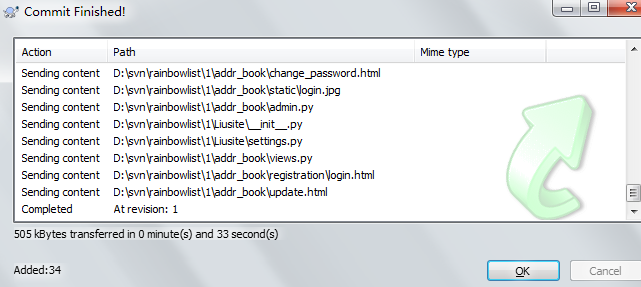 Commit Finished!
Action Path Mime type
Sending content D:\svn\rainbowlist\1\addr_book\change_password.html
Sending content D:\svn\rainbowlist\1\addr_book\static\login.jpg
Sending content D:\svn\rainbowlist\1\addr_book\admin.py
Sending content D:\svn\rainbowlist\1\Liusite\__init__.py
Sending content D:\svn\rainbowlist\1\Liusite\settings.py
Sending content D:\svn\rainbowlist\1\addr_book\views.py
Sending content D:\svn\rainbowlist\1\addr_book\registration\login.html
Sending content D:\svn\rainbowlist\1\addr_book\update.html
Completed At revision: 1
505 kBytes transferred in 0 minute(s) and 33 second(s)
Added:34 OK Cancel